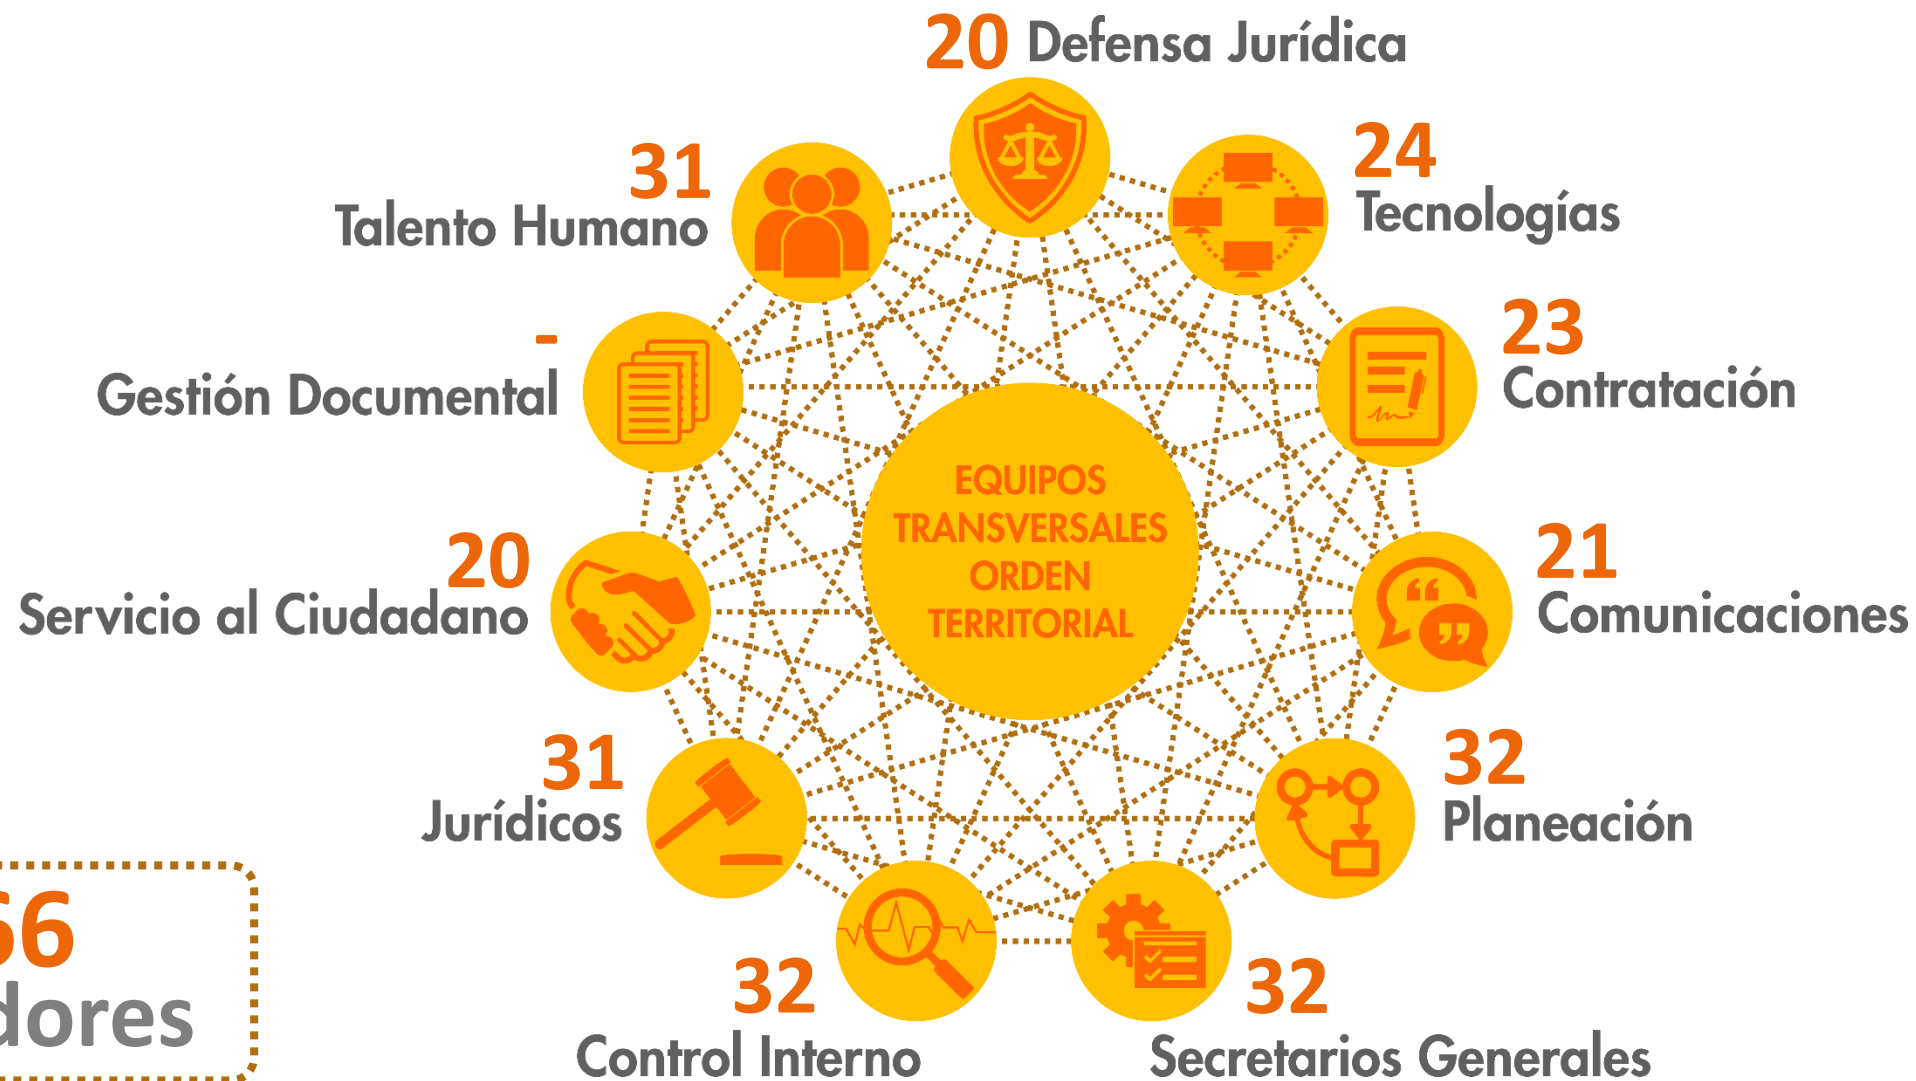 20 Defensa Jurídica
31
Talento Humano
24
Tecnologías
-
Gestión Documental
23
Contratación
EQUIPOS
TRANSVERSALES
ORDEN
TERRITORIAL
20
Servicio al Ciudadano
21
Comunicaciones
31
Jurídicos
32
Planeación
32
Control Interno
32
Secretarios Generales